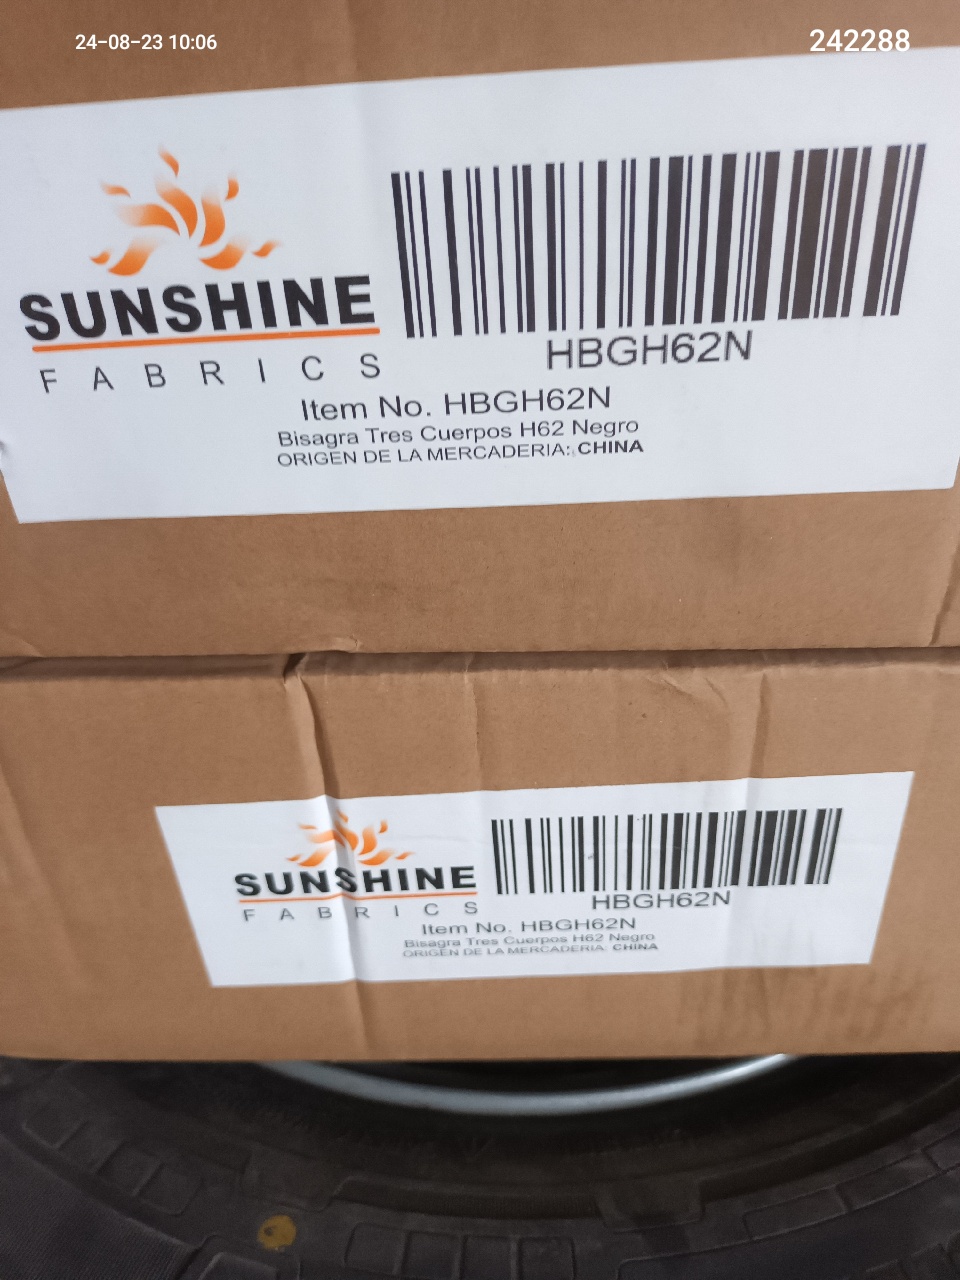 24-08-23 10:06
242288
SUNSHINE
FABRICS
HBGH62N
Item No. HBGH62N
Bisagra Tres Cuerpos H62 Negro
ORIGEN DE LA MERCADERIA: CHINA
SUNSHINE
FABRICS
HBGH62N
Item No. HBGH62N
Bisagra Tres Cuerpos H62 Negro
ORIGEN DE LA MERCADERIA: CHINA